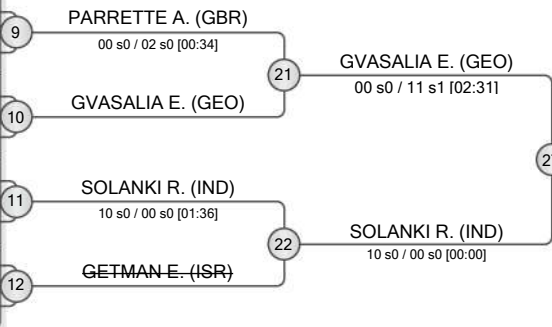 PARRETTE A. (GBR)
9
00 s0 / 02 s0 [00:34]
GVASALIA E. (GEO)
21
00 s0 / 11 s1 [02:31]
GVASALIA E. (GEO)
10
SOLANKI R. (IND)
11
10 s0 / 00 s0 [01:36]
SOLANKI R. (IND)
22
10 s0 / 00 s0 [00:00]
GETMAN E. (ISR)
12